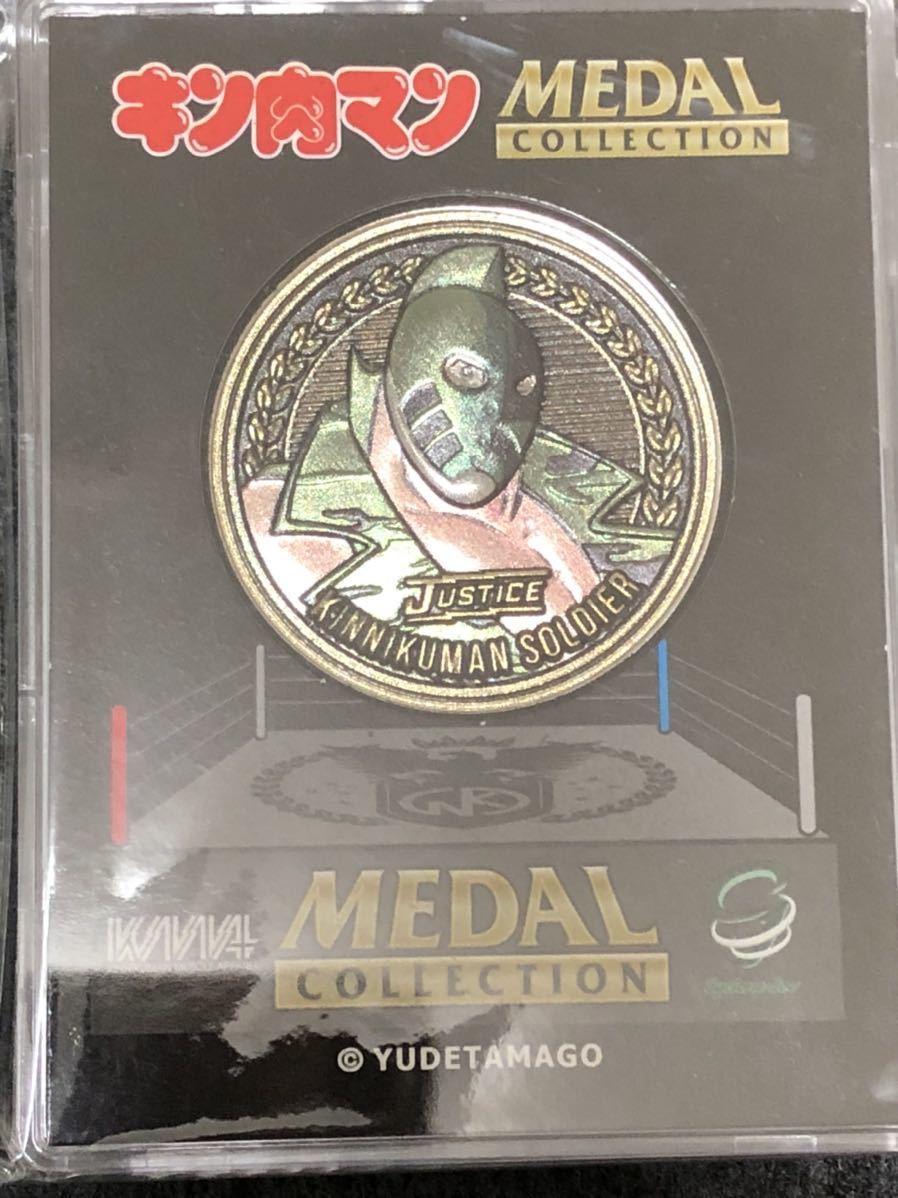 キン肉マン MEDAL
COLLECTION
JUSTICE
KINNIKUMAN SOLDIER
MEDAL
COLLECTION
© YUDETAMAGO